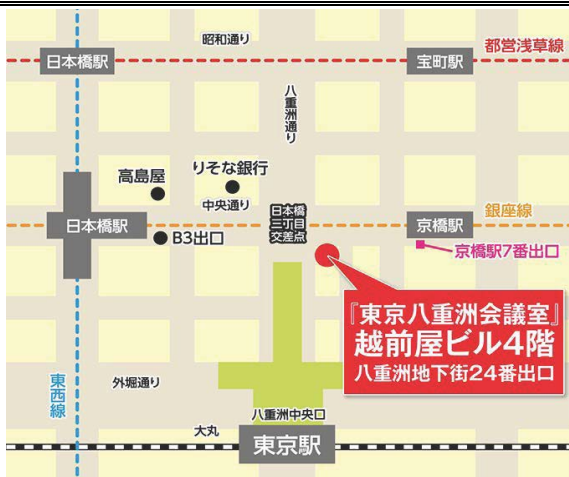 昭和通り
都営浅草線
日本橋駅
宝町駅
八重洲通り
高島屋
りそな銀行
中央通り
日本橋
三丁目
交差点
銀座線
日本橋駅
京橋駅
B3出口
京橋駅7番出口
『東京八重洲会議室』
越前屋ビル4階
八重洲地下街24番出口
東西線
外堀通り
八重洲中央口
大丸
東京駅